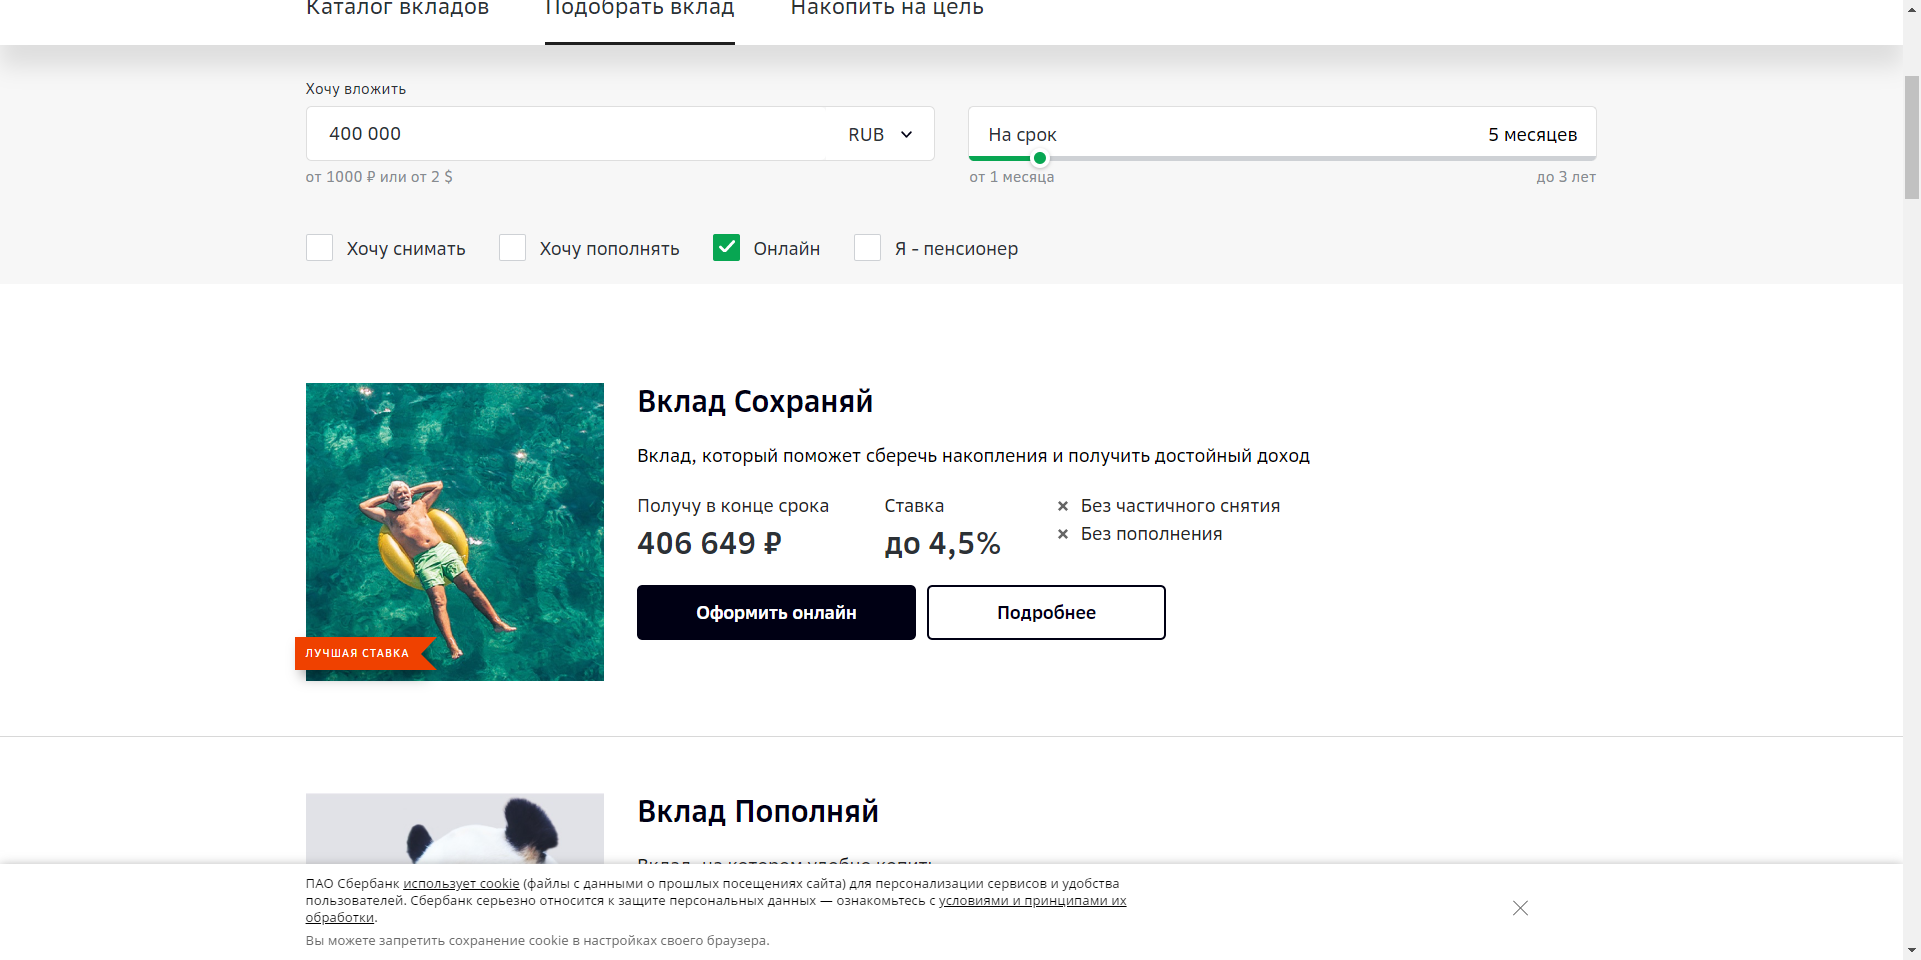 Каталог вкладов
Подобрать вклад
Накопить на цель
Хочу вложить
400 000
RUB
На срок
5 месяцев
от 1000 ₽ или от 2 $
от 1 месяца
до 3 лет
Хочу снимать
Хочу пополнять
Онлайн
Я - пенсионер
Вклад Сохраняй
Вклад, который поможет сберечь накопления и получить достойный доход
Получу в конце срока
406 649 ₽
Ставка
до 4,5%
Без частичного снятия
Без пополнения
Оформить онлайн
Подробнее
ЛУЧШАЯ СТАВКА
Вклад Пополняй
Вклад, на котором удобно копить
ПАО Сбербанк использует cookie (файлы с данными о прошлых посещениях сайта) для персонализации сервисов и удобства
пользователей. Сбербанк серьезно относится к защите персональных данных — ознакомьтесь с условиями и принципами их
обработки.
Вы можете запретить сохранение cookie в настройках своего браузера.